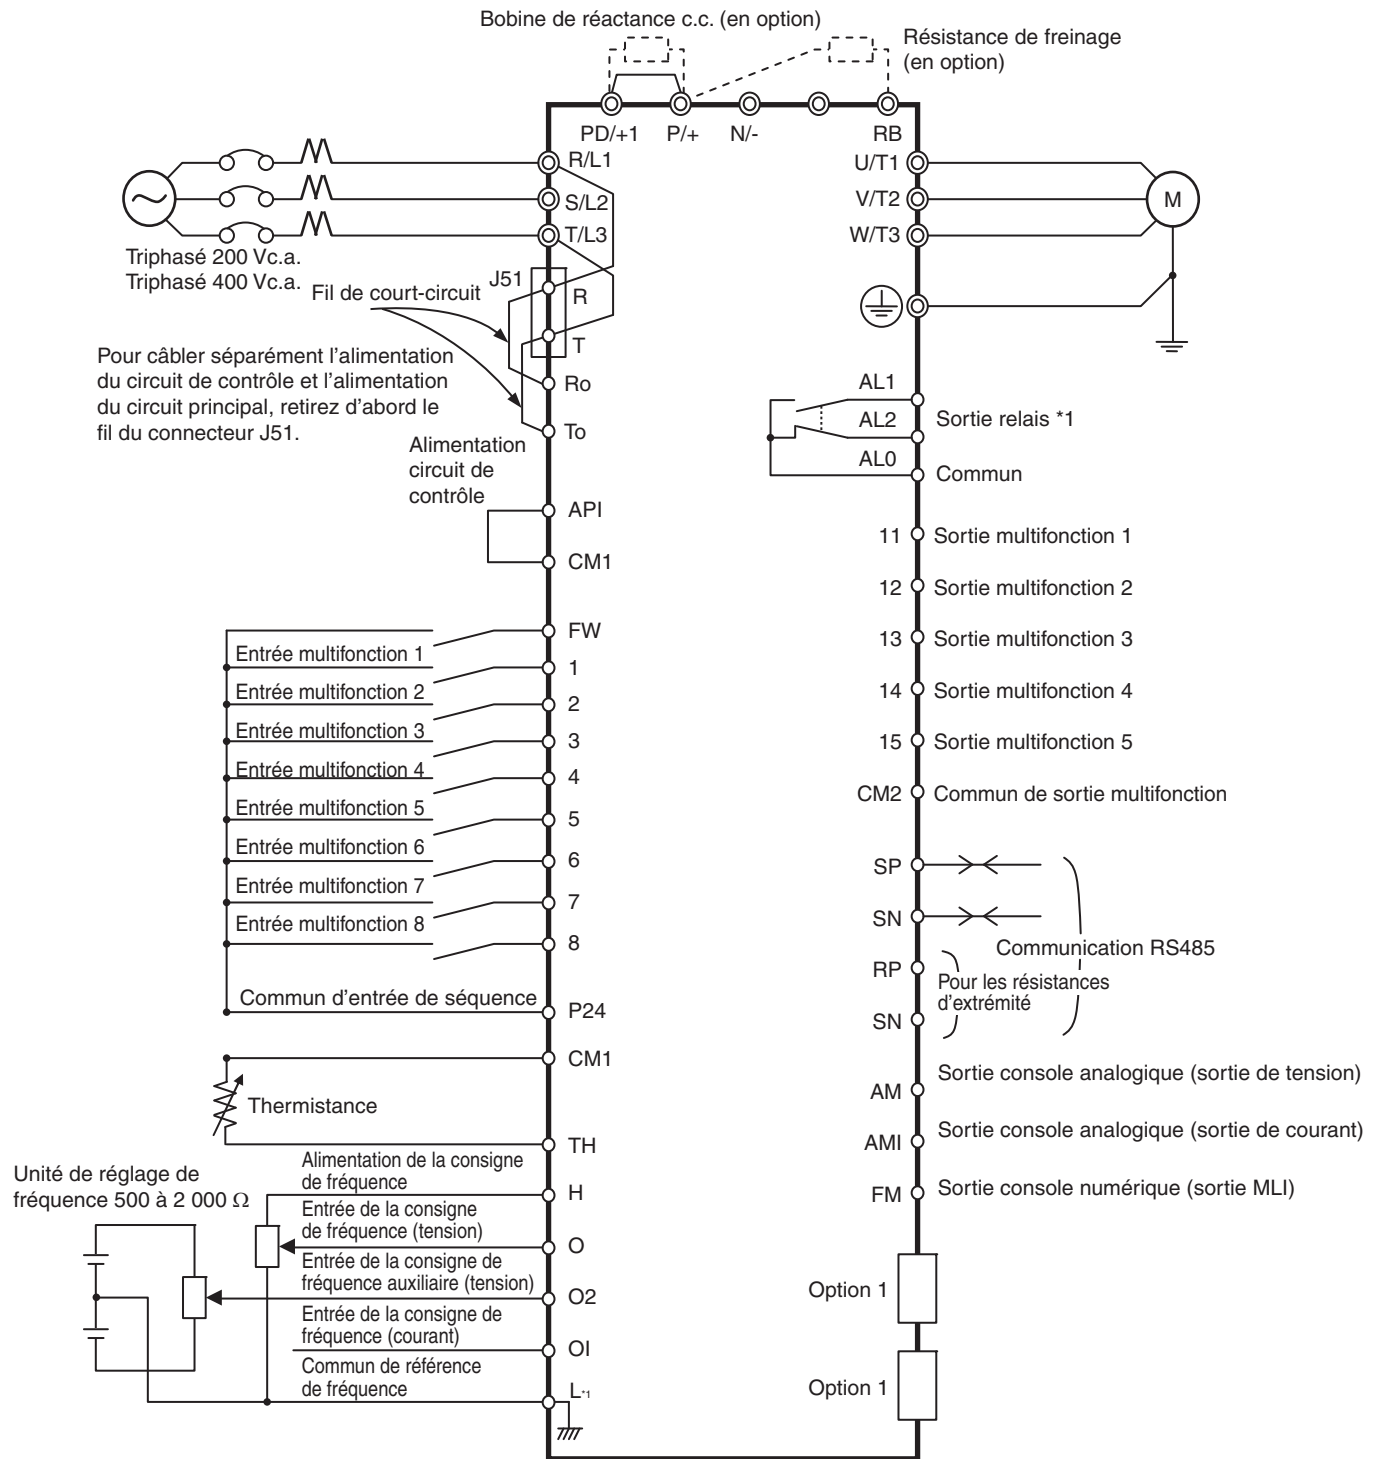 Bobine de réactance c.c. (en option)
Résistance de freinage
(en option)
PD/+1
P/+
N/-
RB
R/L1
S/L2
T/L3
U/T1
V/T2
W/T3
M
Triphasé 200 Vc.a.
Triphasé 400 Vc.a.
Fil de court-circuit
J51
R
T
Ro
To
Pour câbler séparément l'alimentation
du circuit de contrôle et l'alimentation
du circuit principal, retirez d'abord le
fil du connecteur J51.
Alimentation
circuit de
contrôle
AL1
AL2
Sortie relais *1
AL0
Commun
API
CM1
11 Sortie multifonction 1
12 Sortie multifonction 2
13 Sortie multifonction 3
14 Sortie multifonction 4
15 Sortie multifonction 5
CM2 Commun de sortie multifonction
FW
Entrée multifonction 1
1
Entrée multifonction 2
2
Entrée multifonction 3
3
Entrée multifonction 4
4
Entrée multifonction 5
5
Entrée multifonction 6
6
Entrée multifonction 7
7
Entrée multifonction 8
8
Commun d'entrée de séquence
P24
SP
SN
Communication RS485
RP
Pour les résistances
d'extrémité
SN
CM1
Thermistance
TH
AM Sortie console analogique (sortie de tension)
AMI Sortie console analogique (sortie de courant)
FM Sortie console numérique (sortie MLI)
Unité de réglage de
fréquence 500 à 2 000 Ω
Alimentation de la consigne
de fréquence
H
Entrée de la consigne
de fréquence (tension)
O
Entrée de la consigne de
fréquence auxiliaire (tension)
O2
Entrée de la consigne de
fréquence (courant)
OI
Commun de référence
de fréquence
L*1
Option 1
Option 1